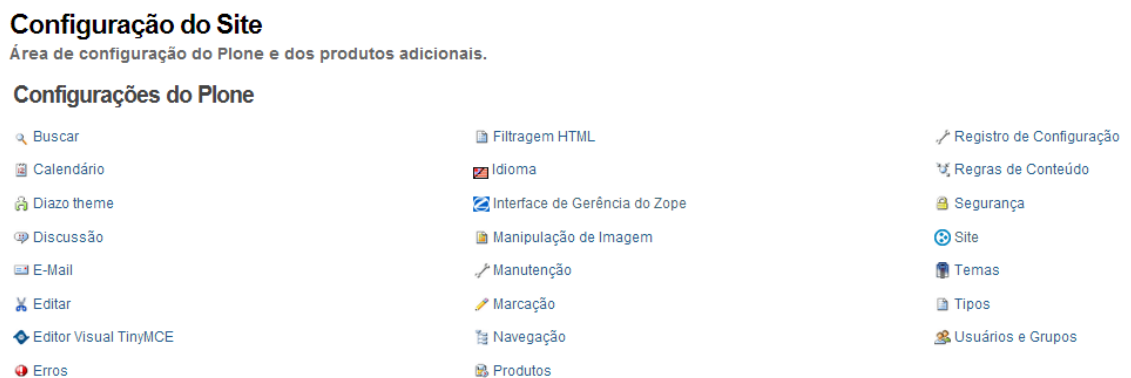 Configuração do Site
Área de configuração do Plone e dos produtos adicionais.
Configurações do Plone
Buscar
Calendário
Diazo theme
Discussão
E-Mail
Editar
Editor Visual TinyMCE
Erros
Filtragem HTML
Idioma
Interface de Gerência do Zope
Manipulação de Imagem
Manutenção
Marcação
Navegação
Produtos
Registro de Configuração
Regras de Conteúdo
Segurança
Site
Temas
Tipos
Usuários e Grupos